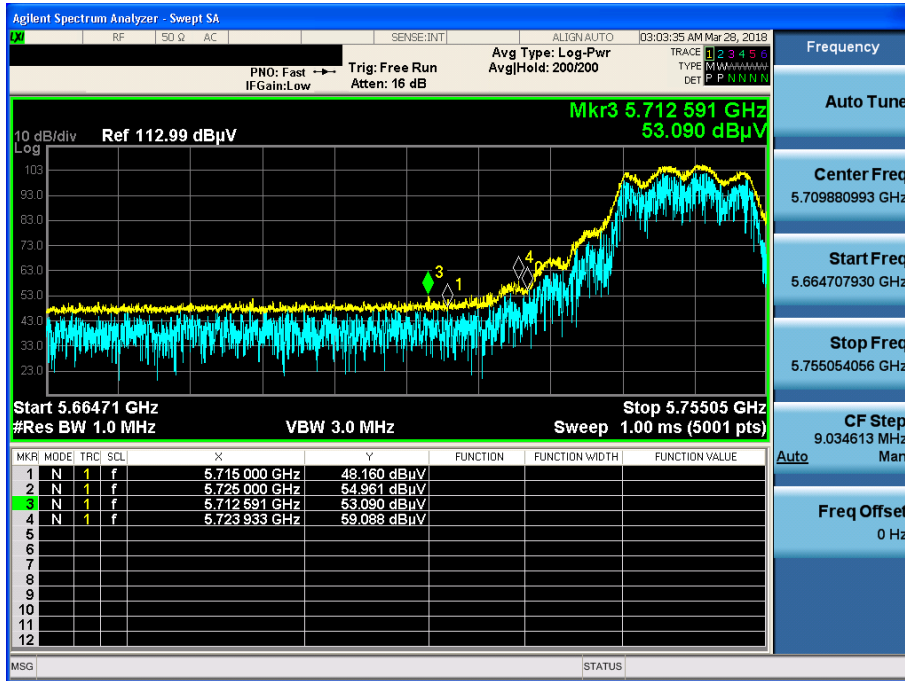 Agilent Spectrum Analyzer - Swept SA
LXI RF 50 Ω AC SENSE:INT ALIGN AUTO 03:03:35 AM Mar 28, 2018
PNO: Fast Trig: Free Run Avg Type: Log-Pwr TRACE 1 2 3 4 5 6
IFGain:Low Atten: 16 dB Avg|Hold: 200/200 TYPE M W
DET P P N N N N
Mkr3 5.712 591 GHz
53.090 dBµV
10 dB/div Ref 112.99 dBµV
Log
103
93.0
83.0
73.0
63.0
53.0
43.0
33.0
23.0
3
1
4
Start 5.66471 GHz Stop 5.75505 GHz
#Res BW 1.0 MHz VBW 3.0 MHz Sweep 1.00 ms (5001 pts)
MKR MODE TRC SCL X Y FUNCTION FUNCTION WIDTH FUNCTION VALUE
1 N 1 f 5.715 000 GHz 48.160 dBµV
2 N 1 f 5.725 000 GHz 54.961 dBµV
3 N 1 f 5.712 591 GHz 53.090 dBµV
4 N 1 f 5.723 933 GHz 59.088 dBµV
5
6
7
8
9
10
11
12
MSG STATUS
Frequency
Auto Tune
Center Freq
5.709880993 GHz
Start Freq
5.664707930 GHz
Stop Freq
5.755054056 GHz
CF Step
9.034613 MHz
Auto Man
Freq Offset
0 Hz